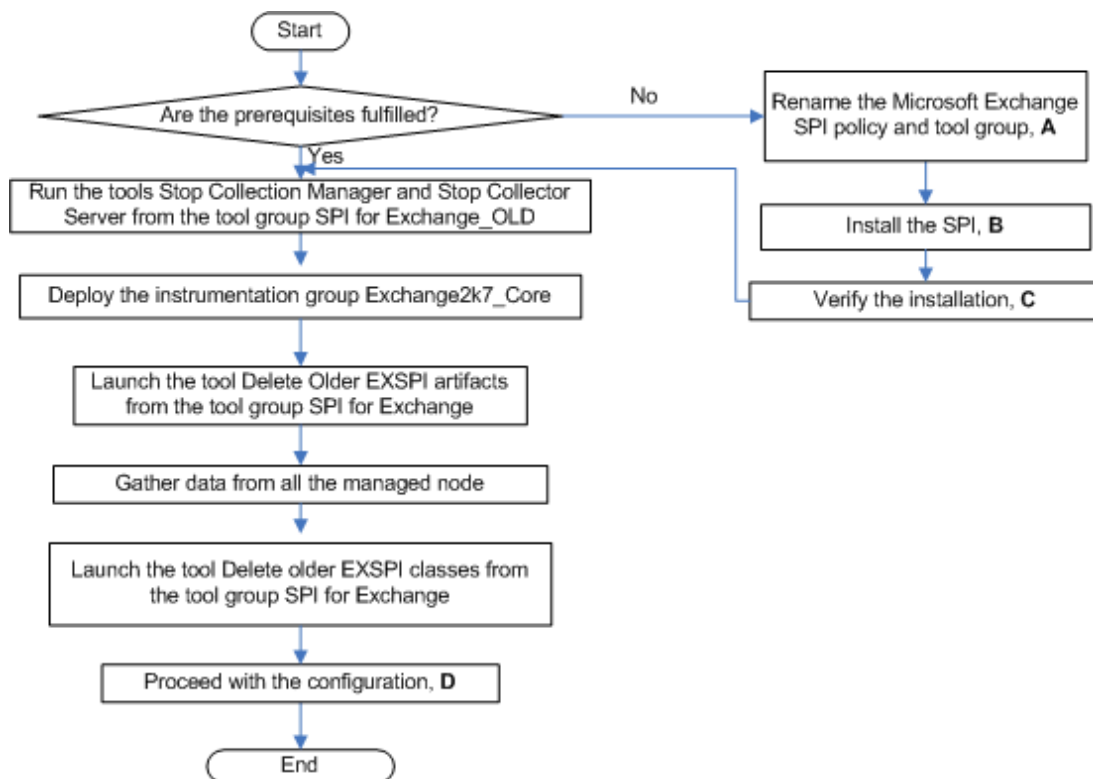 Start
Are the prerequisites fulfilled?
No
Yes
Rename the Microsoft Exchange
SPI policy and tool group, A
Install the SPI, B
Verify the installation, C
Run the tools Stop Collection Manager and Stop Collector
Server from the tool group SPI for Exchange_OLD
Deploy the instrumentation group Exchange2k7_Core
Launch the tool Delete Older EXSPI artifacts
from the tool group SPI for Exchange
Gather data from all the managed node
Launch the tool Delete older EXSPI classes from
the tool group SPI for Exchange
Proceed with the configuration, D
End